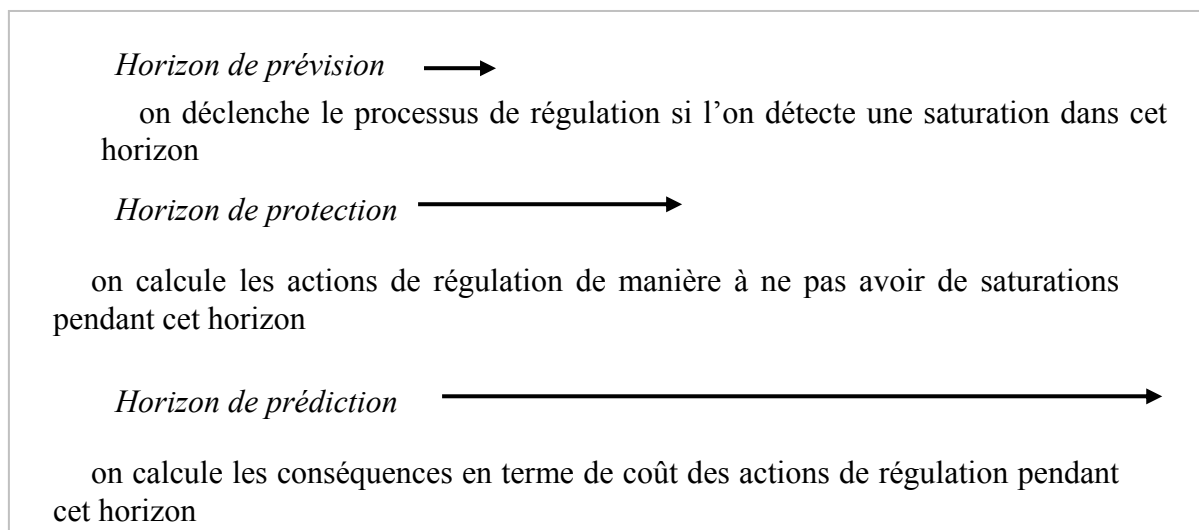 Horizon de prévision
on déclenche le processus de régulation si l’on détecte une saturation dans cet
horizon
Horizon de protection
on calcule les actions de régulation de manière à ne pas avoir de saturations
pendant cet horizon
Horizon de prédiction
on calcule les conséquences en terme de coût des actions de régulation pendant
cet horizon